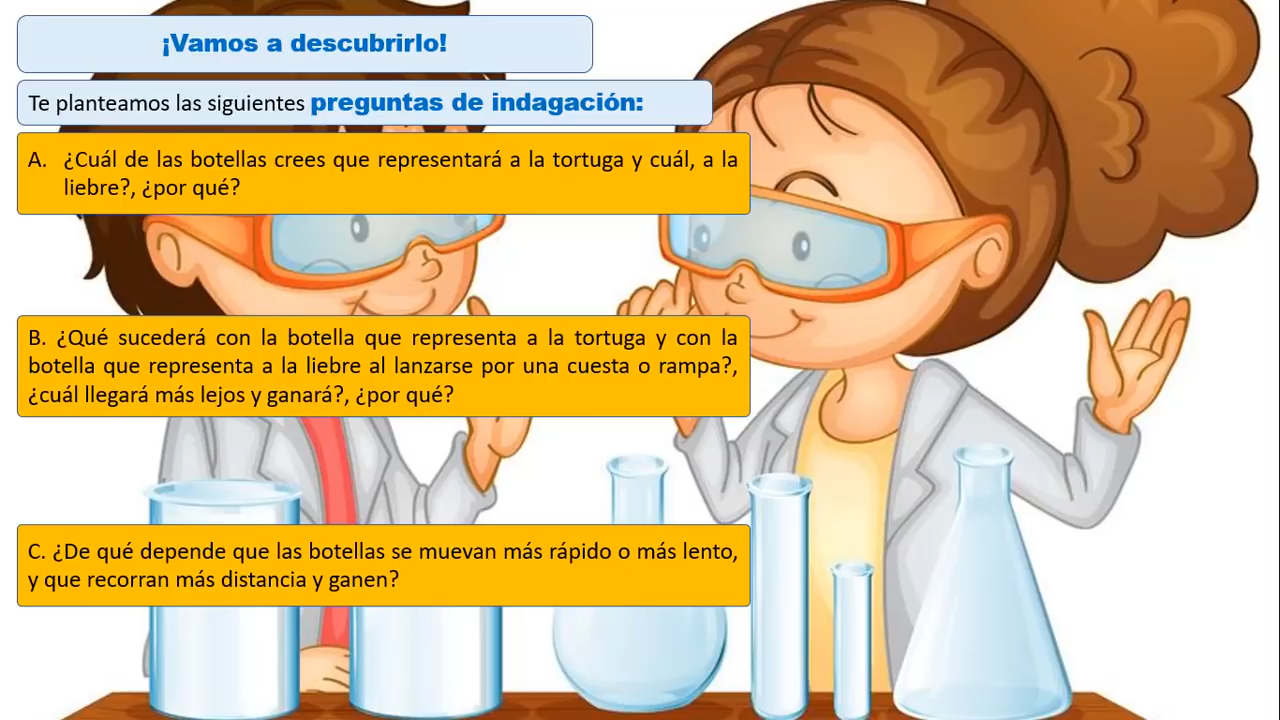 ¡Vamos a descubrirlo!
Te planteamos las siguientes preguntas de indagación:
A. ¿Cuál de las botellas crees que representará a la tortuga y cuál, a la
liebre?, ¿por qué?
B. ¿Qué sucederá con la botella que representa a la tortuga y con la
botella que representa a la liebre al lanzarse por una cuesta o rampa?,
¿cuál llegará más lejos y ganará?, ¿por qué?
C. ¿De qué depende que las botellas se muevan más rápido o más lento,
y que recorran más distancia y ganen?